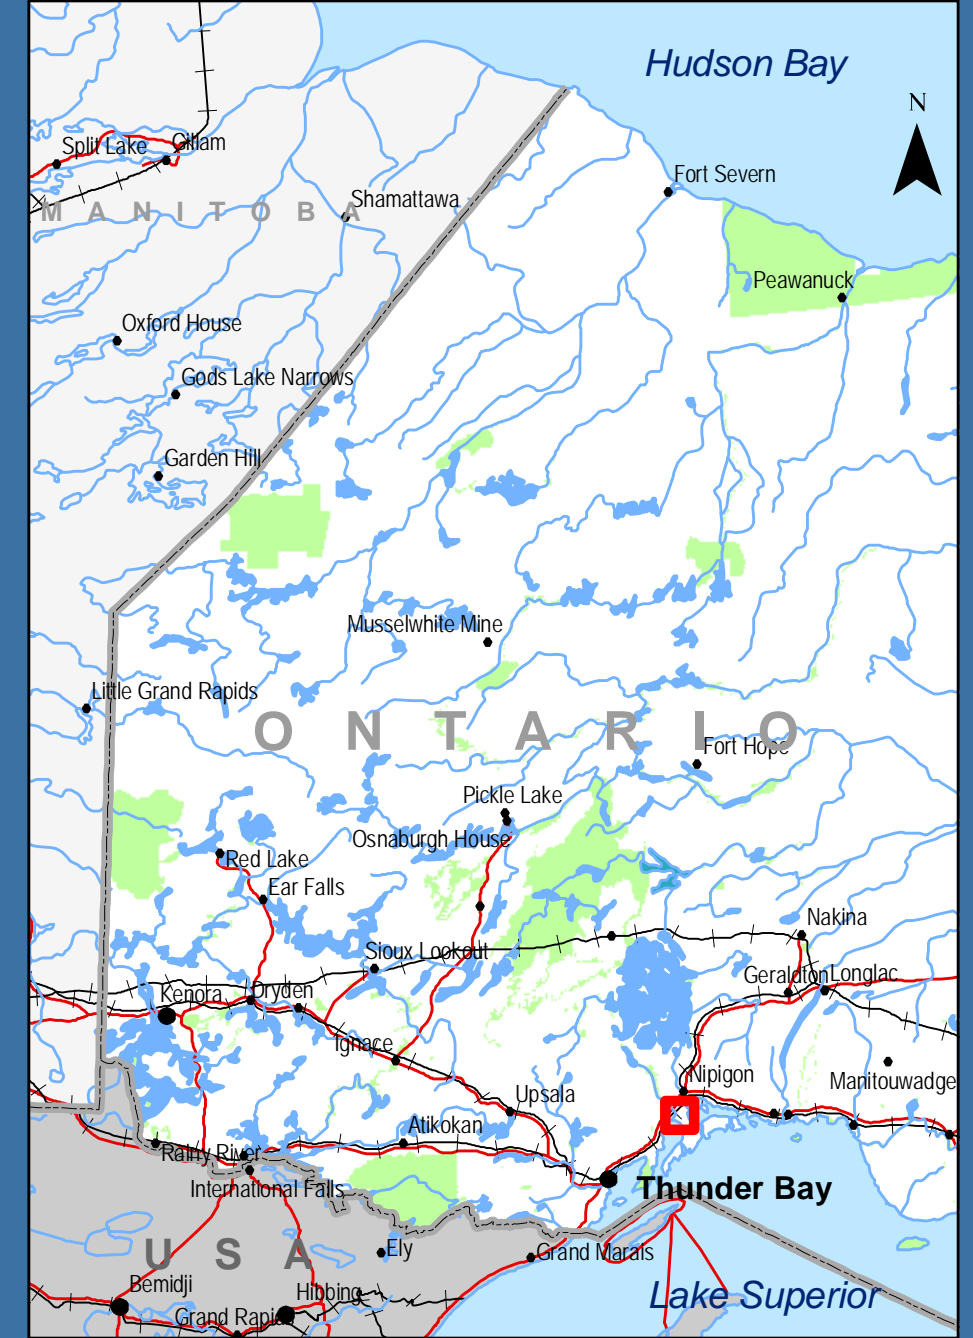 Hudson Bay
N
Split Lake
Gillam
Fort Severn
Shamattawa
MANITOBA
Peawanuck
Oxford House
Gods Lake Narrows
Garden Hill
Musselwhite Mine
Little Grand Rapids
ONTARIO
Fort Hope
Pickle Lake
Osnaburgh House
Red Lake
Ear Falls
Nakina
Sioux Lookout
Geraldton
Longlac
Kenora
Dryden
Ignace
Nipigon
Manitouwadge
Upsala
Atikokan
Rainy River
International Falls
Thunder Bay
USA
Ely
Grand Marais
Bemidji
Hibbing
Lake Superior
Grand Rapids